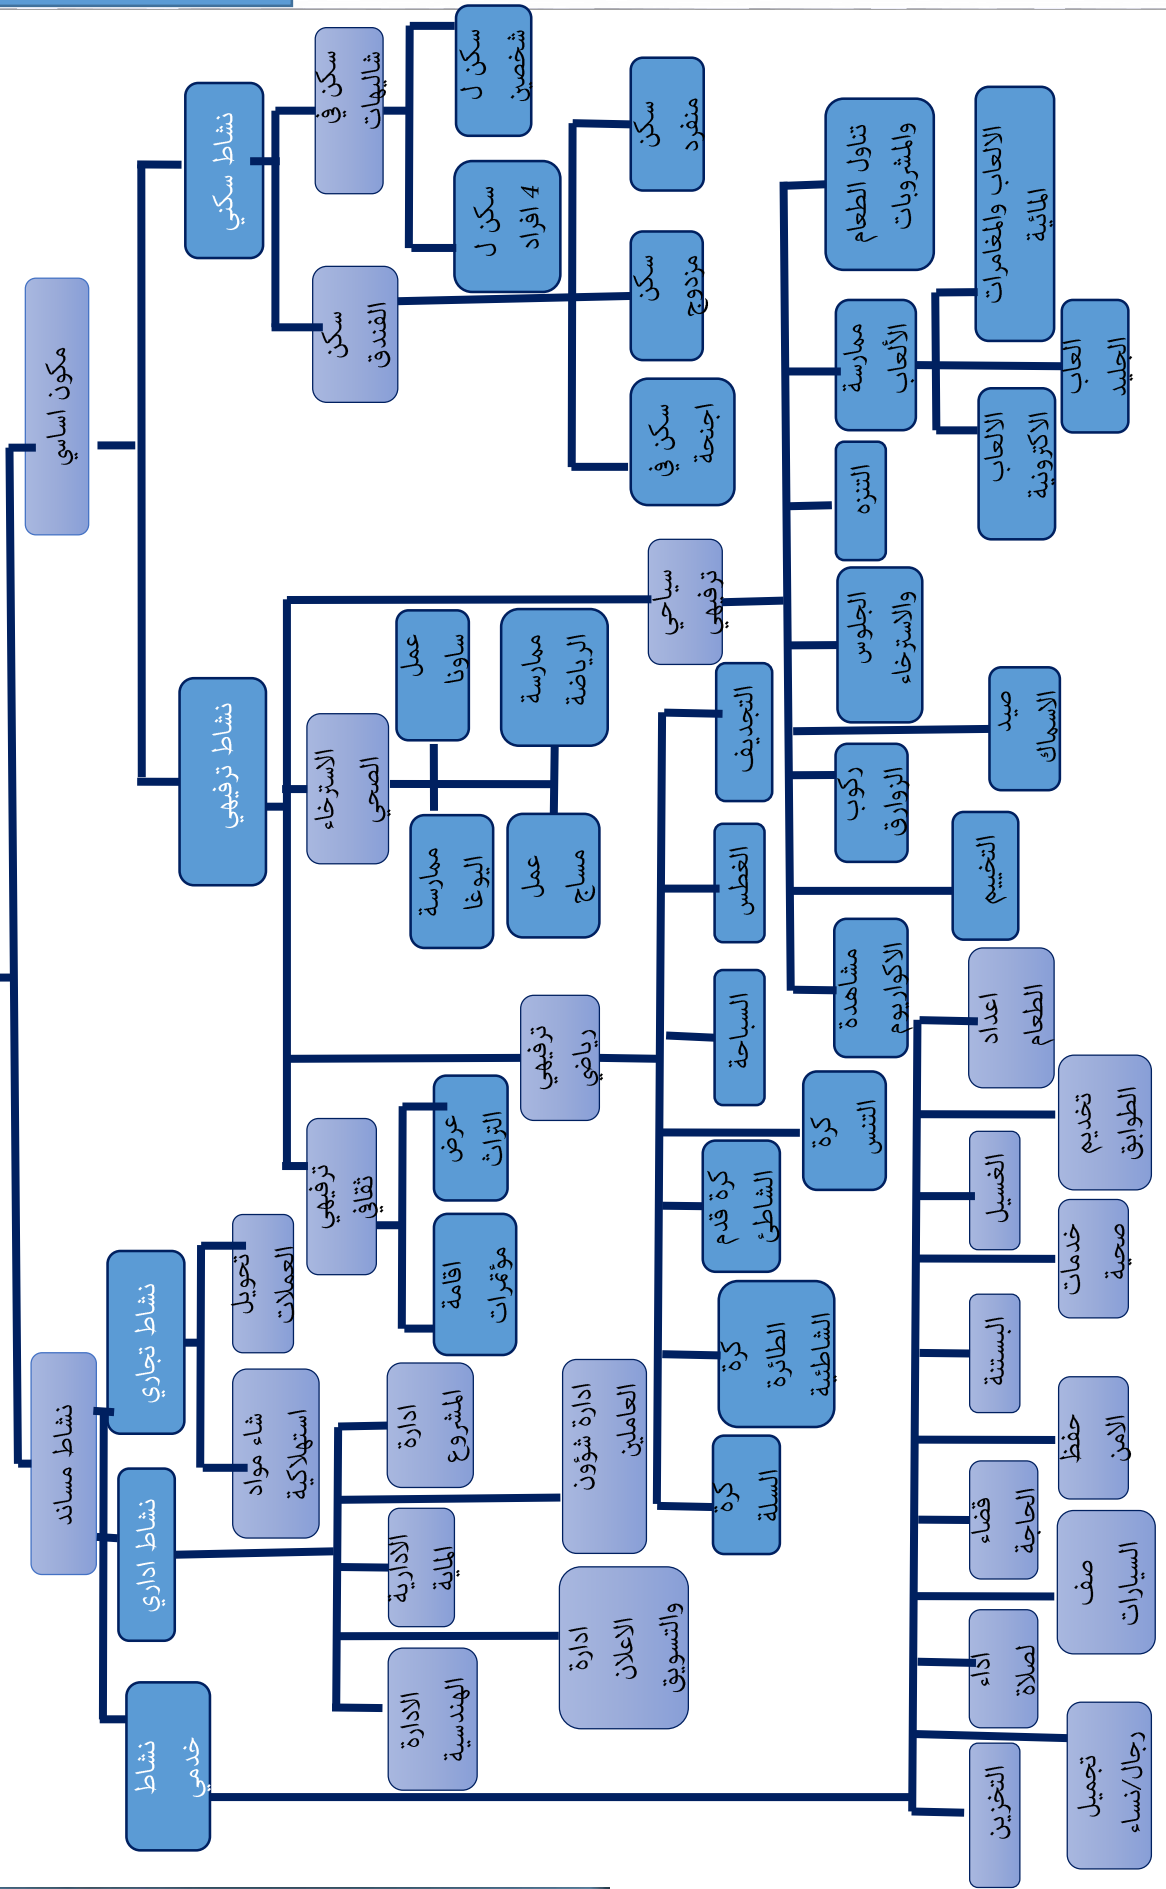 مكون اساسي
نشاط مساند
نشاط سكني
نشاط ترفيهي
نشاط تجاري
نشاط اداري
نشاط
خدمي
سكن في
شاليهات
سكن
الفندق
سكن ل
شخصين
سكن ل
4 افراد
سكن
منفرد
سكن
مزدوج
سكن في
اجنحة
سياحي
ترفيهي
الاسترخاء
الصحي
ترفيهي
رياضي
ترفيهي
ثقافي
عمل
ساونا
ممارسة
الرياضة
ممارسة
اليوغا
عمل
مساج
تناول الطعام
والمشروبات
ممارسة
الألعاب
التنزه
الجلوس
والاسترخاء
ركوب
الزوارق
مشاهدة
الاكواريوم
الالعاب والمغامرات
المائية
الالعاب
الاكترونية
العاب
الجليد
صيد
الاسماك
التخييم
التجديف
الغطس
السباحة
كرة
التنس
كرة قدم
الشاطئ
كرة
الطائرة
الشاطئية
كرة
السلة
عرض
التراث
اقامة
مؤتمرات
تحويل
العملات
شاء مواد
استهلاكية
ادارة
المشروع
ادارة شؤون
العاملين
الادارية
المالية
ادارة
الاعلان
والتسويق
الادارة
الهندسية
اعداد
الطعام
تخديم
الطوابق
الغسيل
خدمات
صحية
البستنة
حفظ
الامن
قضاء
الحاجة
صف
السيارات
اداء
لصلاة
تجميل
رجال/نساء
التخزين